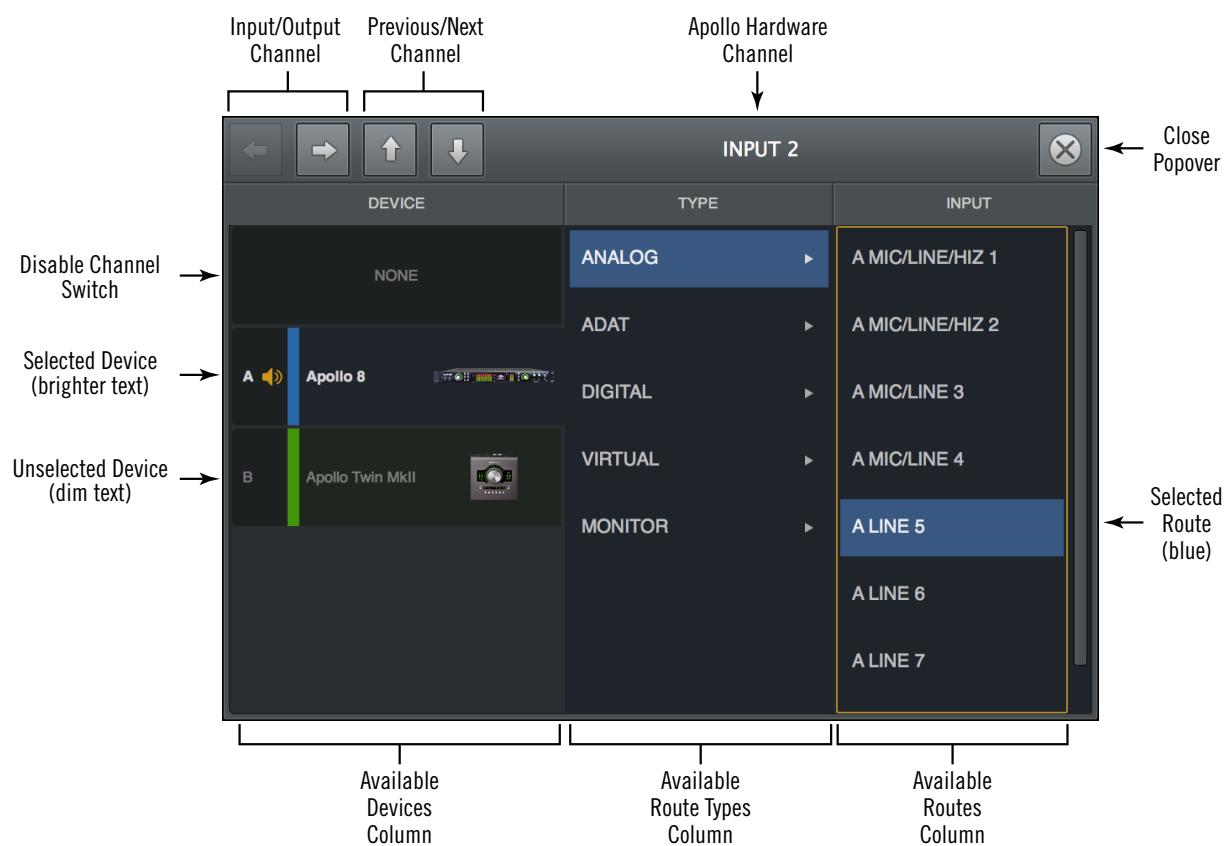 Input/Output
Channel
Previous/Next
Channel
Apollo Hardware
Channel
INPUT 2
Close
Popover
DEVICE
TYPE
INPUT
Disable Channel
Switch
NONE
ANALOG
A MIC/LINE/HIZ 1
ADAT
A MIC/LINE/HIZ 2
Selected Device
(brighter text)
A
Apollo 8
DIGITAL
A MIC/LINE 3
Unselected Device
(dim text)
B
Apollo Twin MkII
VIRTUAL
A MIC/LINE 4
MONITOR
A LINE 5
Selected
Route
(blue)
A LINE 6
A LINE 7
Available
Devices
Column
Available
Route Types
Column
Available
Routes
Column